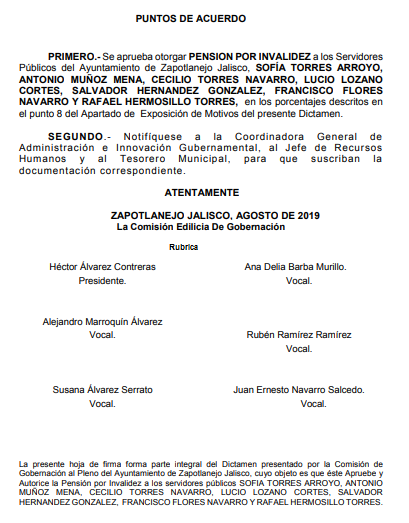 PUNTOS DE ACUERDO
PRIMERO.- Se aprueba otorgar PENSION POR INVALIDEZ a los Servidores
Públicos del Ayuntamiento de Zapotlanejo Jalisco, SOFÍA TORRES ARROYO,
ANTONIO MUÑOZ MENA, CECILIO TORRES NAVARRO, LUCIO LOZANO
CORTES, SALVADOR HERNANDEZ GONZALEZ, FRANCISCO FLORES
NAVARRO Y RAFAEL HERMOSILLO TORRES, en los porcentajes descritos en
el punto 8 del Apartado de Exposición de Motivos del presente Dictamen.
SEGUNDO.- Notifíquese a la Coordinadora General de
Administración e Innovación Gubernamental, al Jefe de Recursos
Humanos y al Tesorero Municipal, para que suscriban la
documentación correspondiente.
ATENTAMENTE
ZAPOTLANEJO JALISCO, AGOSTO DE 2019
La Comisión Edilicia De Gobernación
Rubrica
Héctor Álvarez Contreras
Presidente.
Ana Delia Barba Murillo.
Vocal.
Alejandro Marroquín Álvarez
Vocal.
Rubén Ramírez Ramírez
Vocal.
Susana Álvarez Serrato
Vocal.
Juan Ernesto Navarro Salcedo.
Vocal.
La presente hoja de firma forma parte integral del Dictamen presentado por la Comisión de
Gobernación al Pleno del Ayuntamiento de Zapotlanejo Jalisco, cuyo objeto es que éste Apruebe y
Autorice la Pensión por Invalidez a los servidores públicos SOFIA TORRES ARROYO, ANTONIO
MUÑOZ MENA, CECILIO TORRES NAVARRO, LUCIO LOZANO CORTES, SALVADOR
HERNANDEZ GONZALEZ, FRANCISCO FLORES NAVARRO Y RAFAEL HERMOSILLO TORRES.